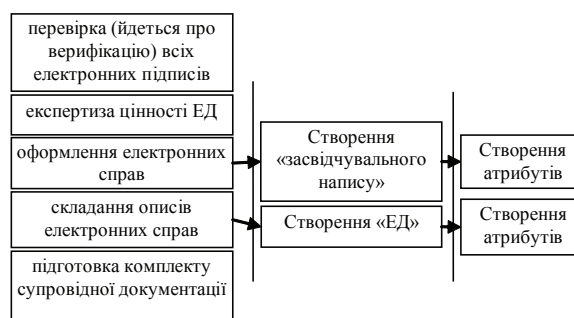 перевірка (йдеться про
верифікацію) всіх
електронних підписів
експертиза цінності ЕД
оформлення електронних
справ
складання описів
електронних справ
підготовка комплекту
супровідної документації
Створення
«засвідчувального
напису»
Створення «ЕД»
Створення
атрибутів
Створення
атрибутів